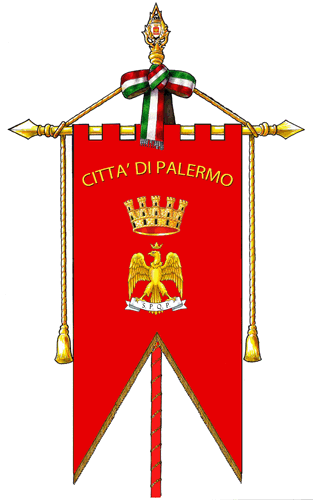 CITTA' DI PALERMO
S P Q P